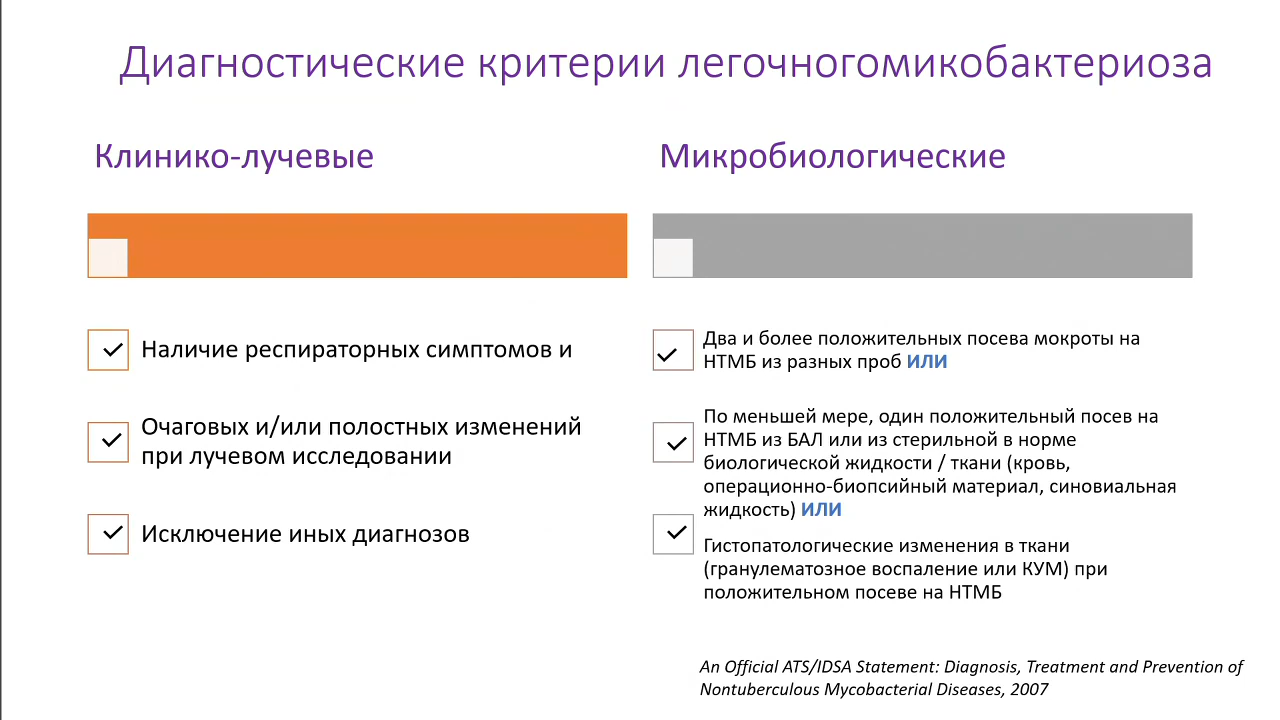 Диагностические критерии легочногомикобактериоза
Клинико-лучевые
Наличие респираторных симптомов и
Очаговых и/или полостных изменений
при лучевом исследовании
Исключение иных диагнозов
Микробиологические
Два и более положительных посева мокроты на
НТМБ из разных проб ИЛИ
По меньшей мере, один положительный посев на
НТМБ из БАЛ или из стерильной в норме
биологической жидкости / ткани (кровь,
операционно-биопсийный материал, синовиальная
жидкость) ИЛИ
Гистопатологические изменения в ткани
(гранулематозное воспаление или КУМ) при
положительном посеве на НТМБ
An Official ATS/IDSA Statement: Diagnosis, Treatment and Prevention of
Nontuberculous Mycobacterial Diseases, 2007